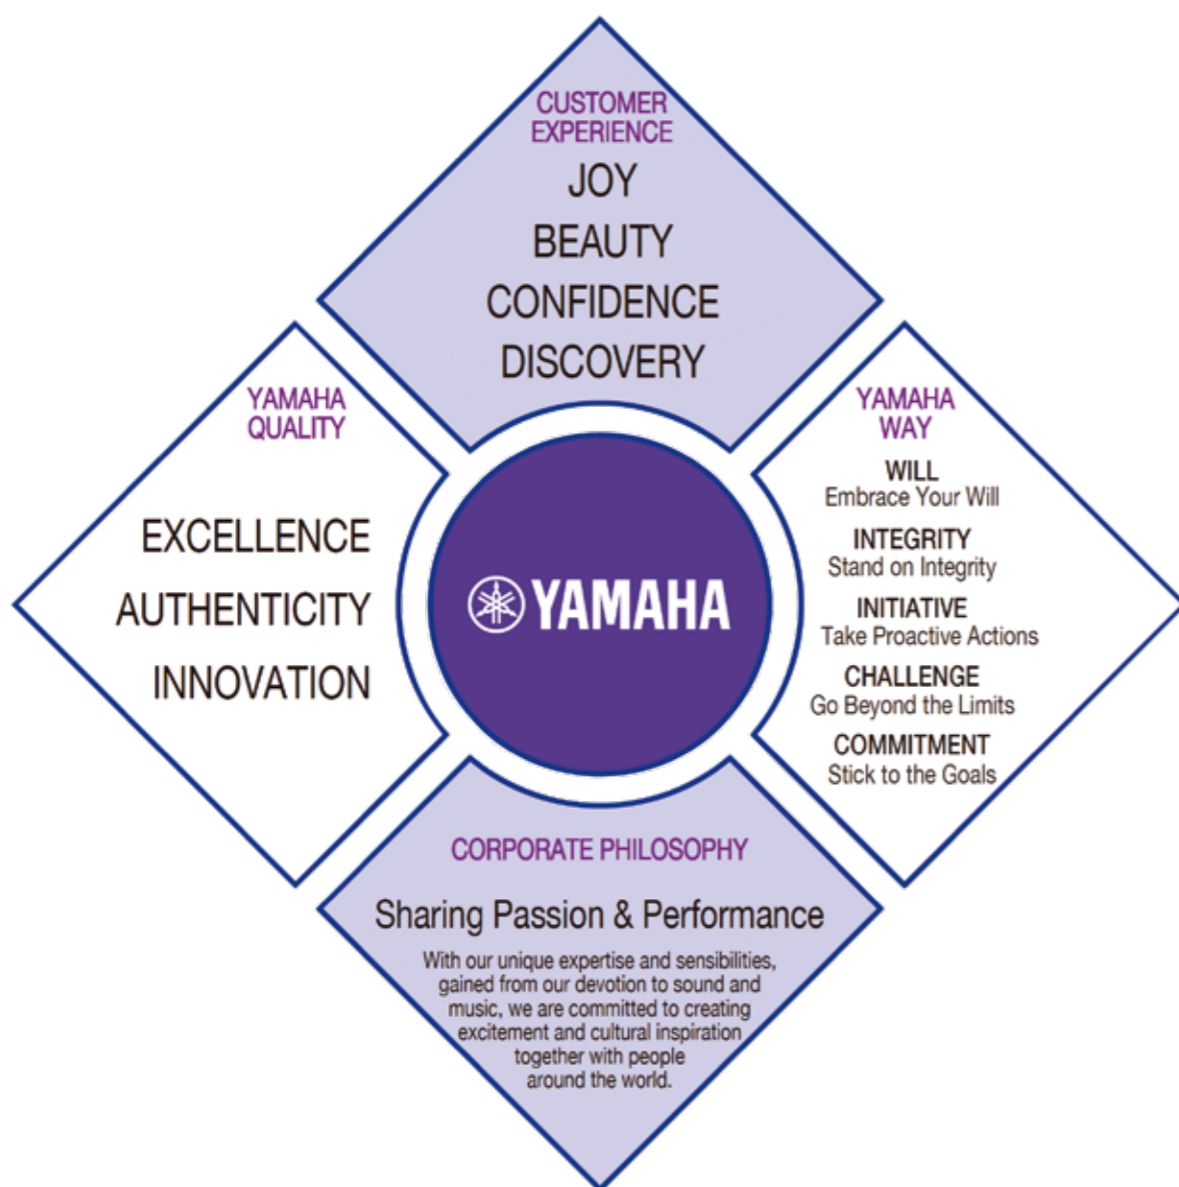 CUSTOMER
EXPERIENCE
JOY
BEAUTY
CONFIDENCE
DISCOVERY
YAMAHA
QUALITY
EXCELLENCE
AUTHENTICITY
INNOVATION
YAMAHA
YAMAHA
WAY
WILL
Embrace Your Will
INTEGRITY
Stand on Integrity
INITIATIVE
Take Proactive Actions
CHALLENGE
Go Beyond the Limits
COMMITMENT
Stick to the Goals
CORPORATE PHILOSOPHY
Sharing Passion & Performance
With our unique expertise and sensibilities,
gained from our devotion to sound and
music, we are committed to creating
excitement and cultural inspiration
together with people
around the world.